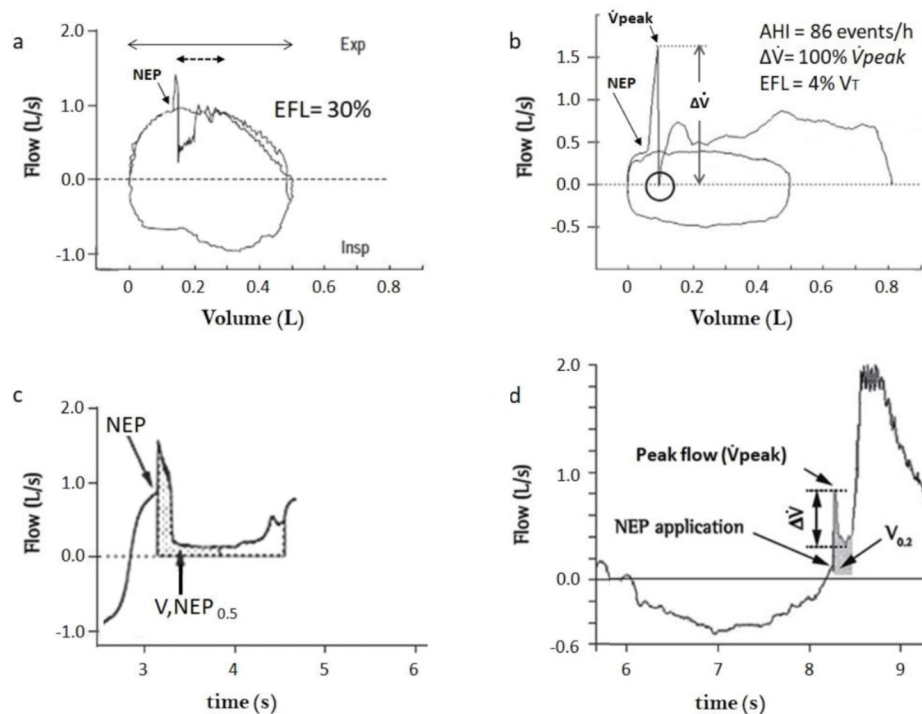 a
2.0
1.0
0.0
-1.0
Flow (L/s)
Exp
NEP
EFL= 30%
Insp
0
0.2
0.4
0.6
0.8
Volume (L)
b
1.5
1.0
0.5
0.0
-0.5
Flow (L/s)
V̇peak
NEP
ΔV̇
AHI = 86 events/h
ΔV̇= 100% V̇peak
EFL = 4% VT
0
0.2
0.4
0.6
0.8
Volume (L)
c
2.0
1.0
0.0
-1.0
Flow (L/s)
NEP
V,NEP0.5
3
4
5
6
time (s)
d
2.0
1.0
0.0
-0.6
Flow (L/s)
Peak flow (V̇peak)
ΔV̇
NEP application
V0.2
6
7
8
9
time (s)